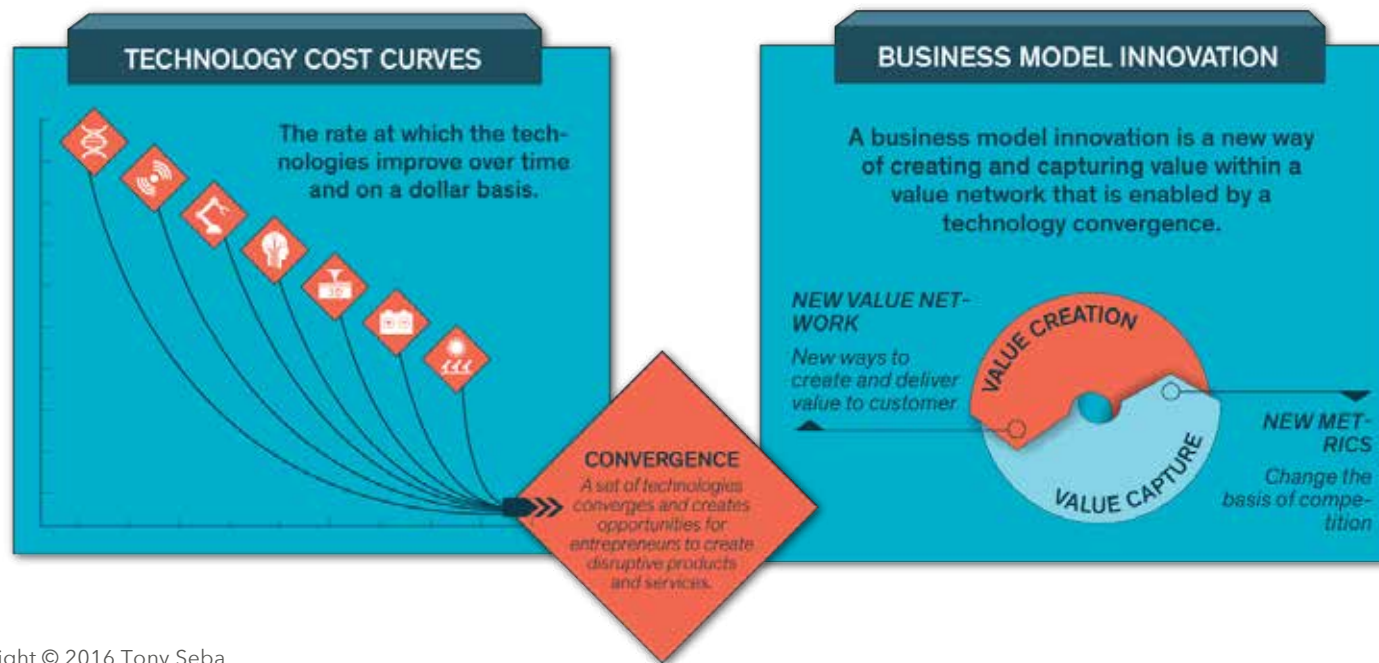 TECHNOLOGY COST CURVES
The rate at which the tech-
nologies improve over time
and on a dollar basis.
3D
CONVERGENCE
A set of technologies
converges and creates
opportunities for
entrepreneurs to create
disruptive products
and services.
BUSINESS MODEL INNOVATION
A business model innovation is a new way
of creating and capturing value within a
value network that is enabled by a
technology convergence.
NEW VALUE NET-
WORK
New ways to
create and deliver
value to customer
VALUE CREATION
VALUE CAPTURE
NEW MET-
RICS
Change the
basis of compe-
tition
ight © 2016 Tony Seba